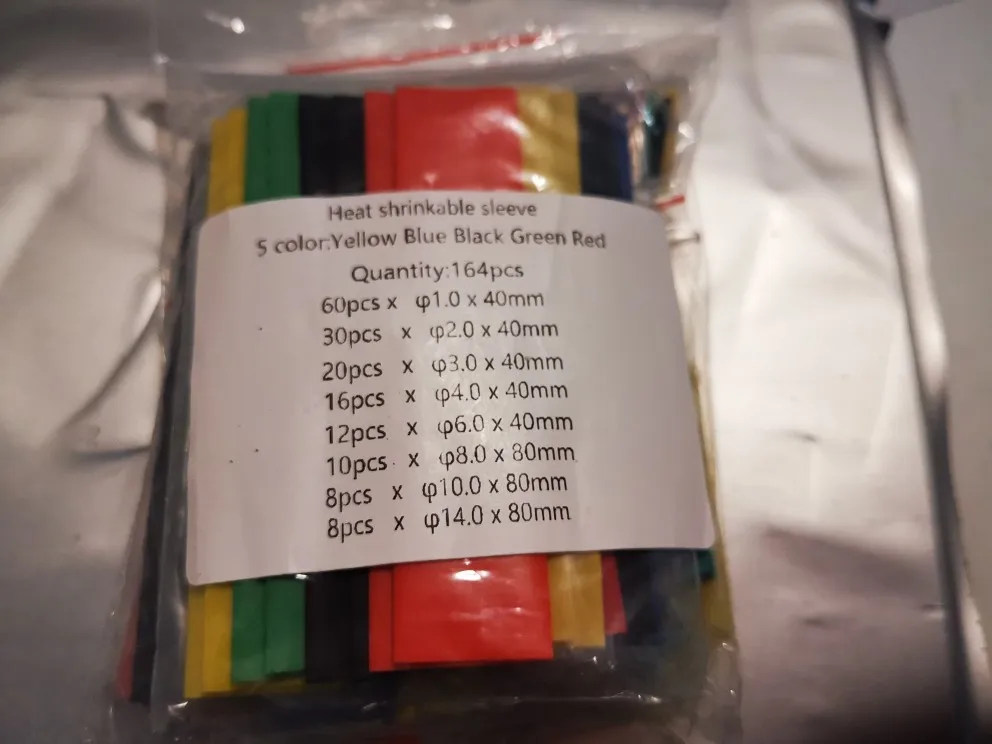 Heat shrinkable sleeve
5 color:Yellow Blue Black Green Red
Quantity:164pcs
60pcs x φ1.0 x 40mm
30pcs x φ2.0 x 40mm
20pcs x φ3.0 x 40mm
16pcs x φ4.0 x 40mm
12pcs x φ6.0 x 40mm
10pcs x φ8.0 x 80mm
8pcs x φ10.0 x 80mm
8pcs x φ14.0 x 80mm